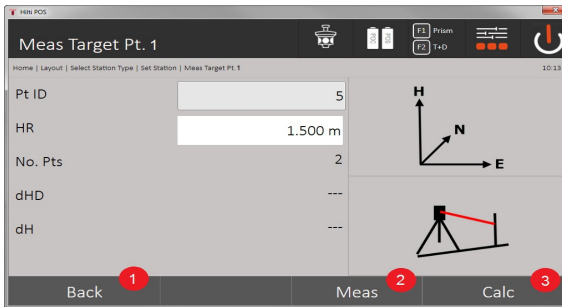 Hilti POS
Meas Target Pt. 1
POC
POS
F1 Prism
F2 T+D
Home | Layout | Select Station Type | Set Station | Meas Target Pt. 1
10:13
Pt ID
5
HR
1.500 m
No. Pts
2
dHD
---
dH
---
H
N
E
1
2
3
Back
Meas
Calc